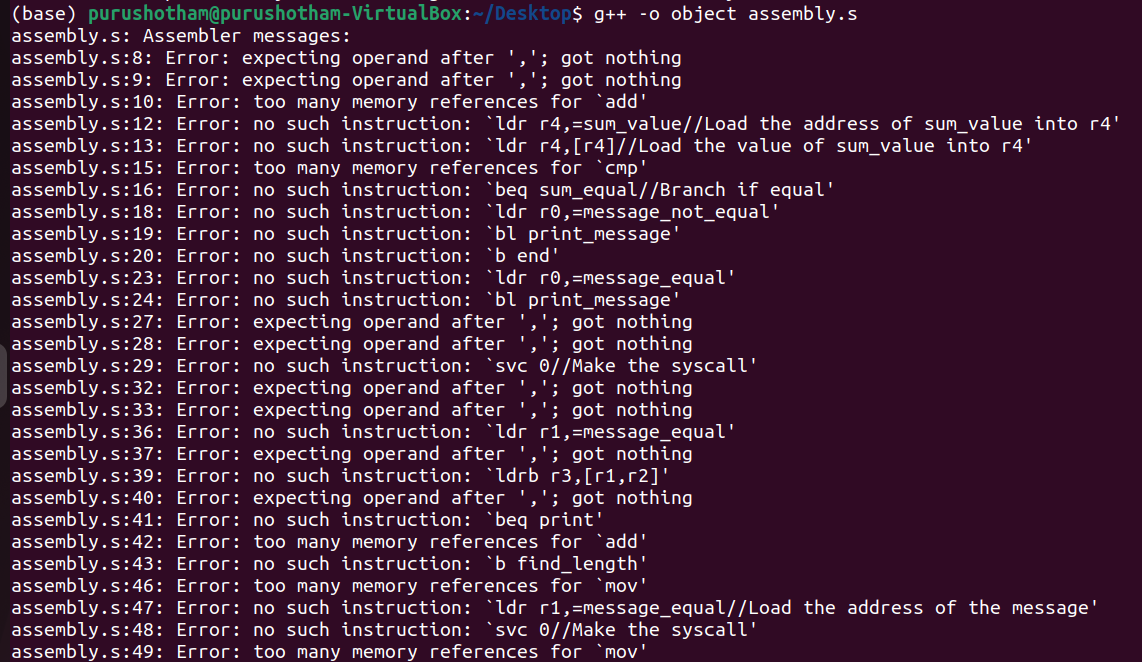 (base) purushotham@purushotham-VirtualBox:~/Desktop$ g++ -o object assembly.s
assembly.s: Assembler messages:
assembly.s:8: Error: expecting operand after ','; got nothing
assembly.s:9: Error: expecting operand after ','; got nothing
assembly.s:10: Error: too many memory references for `add'
assembly.s:12: Error: no such instruction: `ldr r4,=sum_value//Load the address of sum_value into r4'
assembly.s:13: Error: no such instruction: `ldr r4,[r4]//Load the value of sum_value into r4'
assembly.s:15: Error: too many memory references for `cmp'
assembly.s:16: Error: no such instruction: `beq sum_equal//Branch if equal'
assembly.s:18: Error: no such instruction: `ldr r0,=message_not_equal'
assembly.s:19: Error: no such instruction: `bl print_message'
assembly.s:20: Error: no such instruction: `b end'
assembly.s:23: Error: no such instruction: `ldr r0,=message_equal'
assembly.s:24: Error: no such instruction: `bl print_message'
assembly.s:27: Error: expecting operand after ','; got nothing
assembly.s:28: Error: expecting operand after ','; got nothing
assembly.s:29: Error: no such instruction: `svc 0//Make the syscall'
assembly.s:32: Error: expecting operand after ','; got nothing
assembly.s:33: Error: expecting operand after ','; got nothing
assembly.s:36: Error: no such instruction: `ldr r1,=message_equal'
assembly.s:37: Error: expecting operand after ','; got nothing
assembly.s:39: Error: no such instruction: `ldrb r3,[r1,r2]'
assembly.s:40: Error: expecting operand after ','; got nothing
assembly.s:41: Error: no such instruction: `beq print'
assembly.s:42: Error: too many memory references for `add'
assembly.s:43: Error: no such instruction: `b find_length'
assembly.s:46: Error: too many memory references for `mov'
assembly.s:47: Error: no such instruction: `ldr r1,=message_equal//Load the address of the message'
assembly.s:48: Error: no such instruction: `svc 0//Make the syscall'
assembly.s:49: Error: too many memory references for `mov'